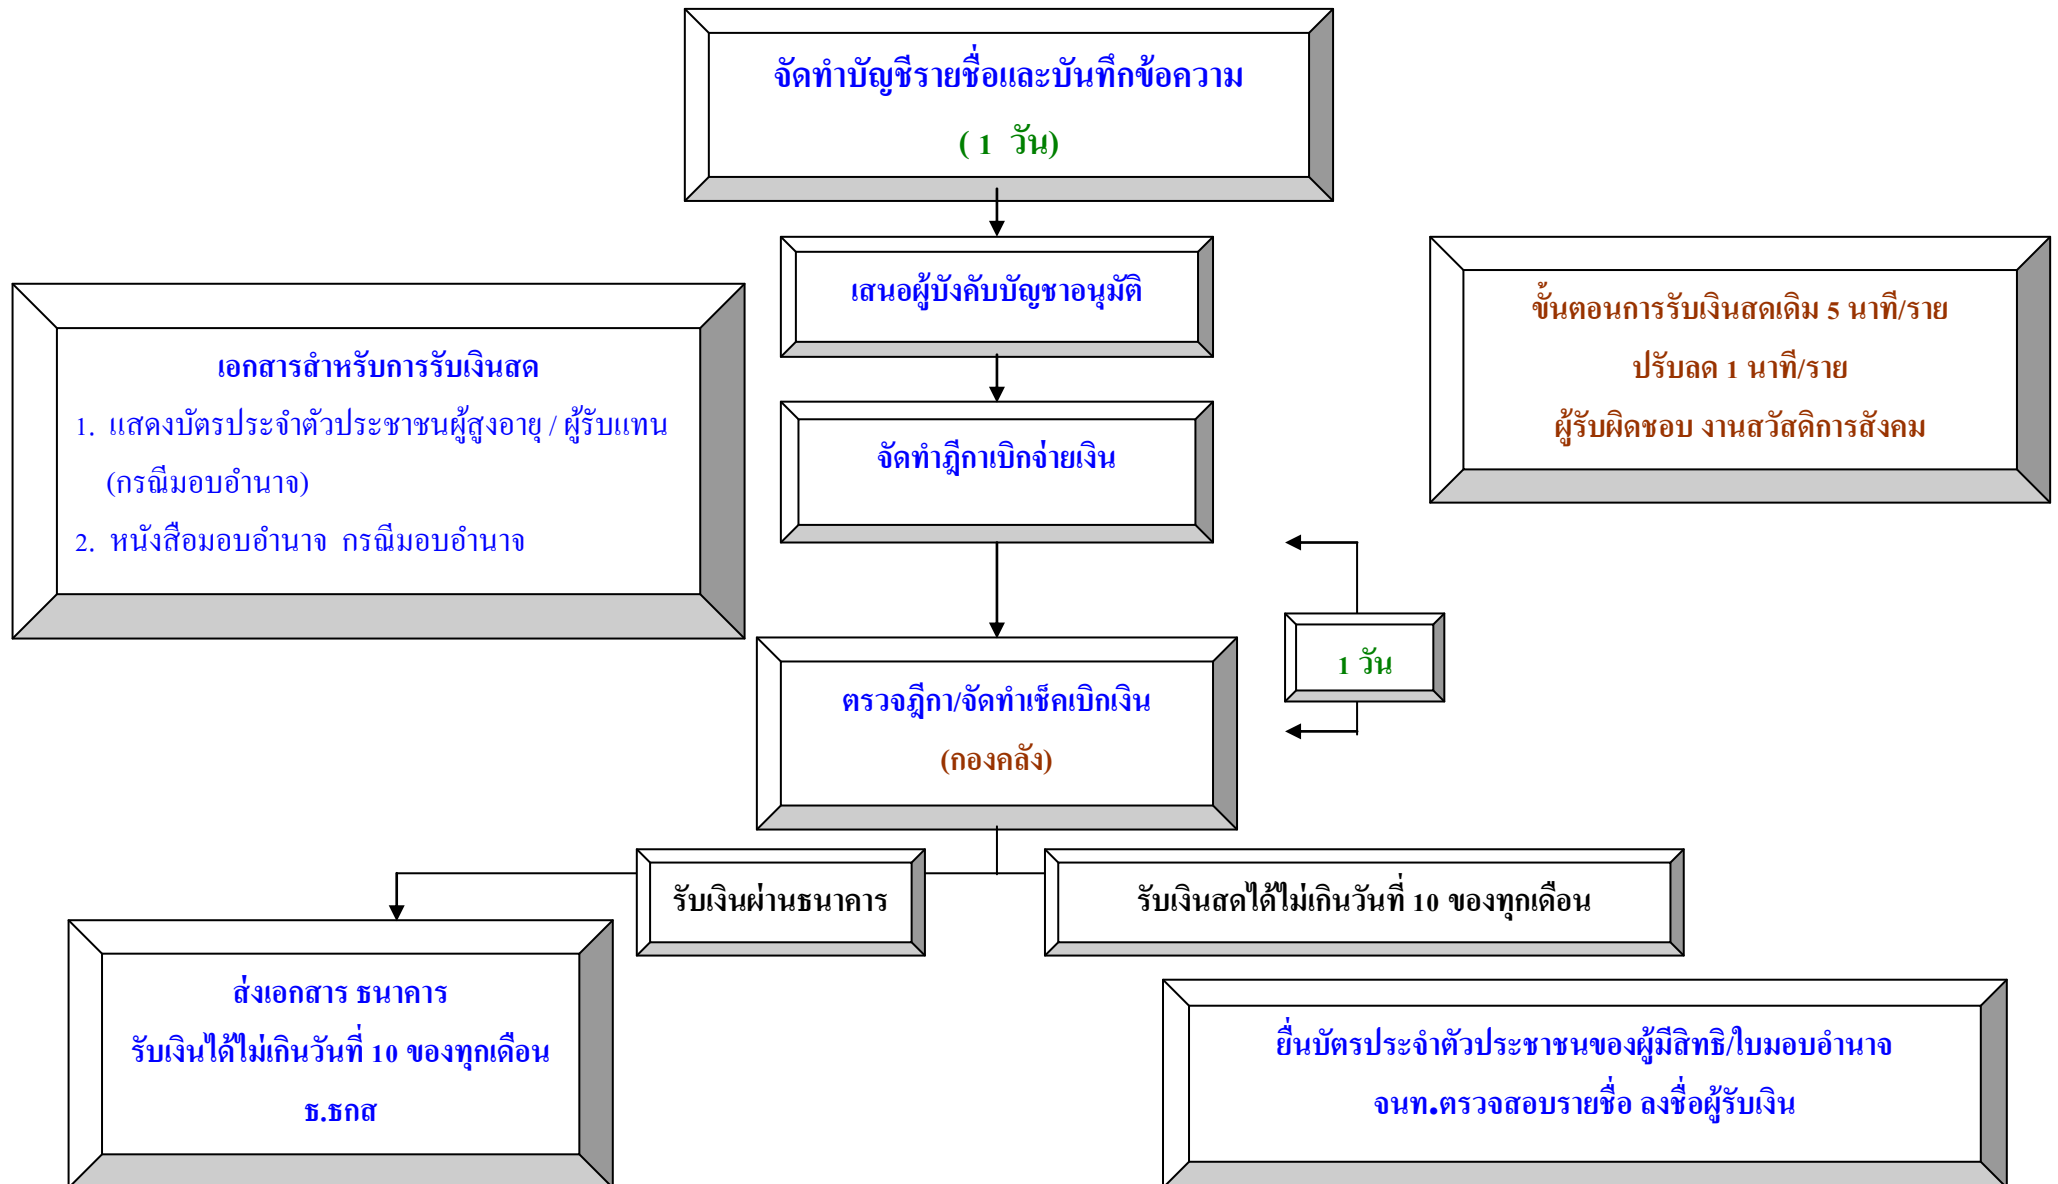 จัดทำบัญชีรายชื่อและบันทึกข้อความ
( 1 วัน)
เสนอผู้บังคับบัญชาอนุมัติ
ขั้นตอนการรับเงินสดเดิม 5 นาที/ราย
ปรับลด 1 นาที/ราย
ผู้รับผิดชอบ งานสวัสดิการสังคม
เอกสารสำหรับการรับเงินสด
1. แสดงบัตรประจำตัวประชาชนผู้สูงอายุ / ผู้รับแทน
(กรณีมอบอำนาจ)
2. หนังสือมอบอำนาจ กรณีมอบอำนาจ
จัดทำฎีกาเบิกจ่ายเงิน
1 วัน
ตรวจฎีกา/จัดทำเช็คเบิกเงิน
(กองคลัง)
รับเงินผ่านธนาคาร
รับเงินสดได้ไม่เกินวันที่ 10 ของทุกเดือน
ส่งเอกสาร ธนาคาร
รับเงินได้ไม่เกินวันที่ 10 ของทุกเดือน
ธ.ธกส
ยื่นบัตรประจำตัวประชาชนของผู้มีสิทธิ/ใบมอบอำนาจ
จนท.ตรวจสอบรายชื่อ ลงชื่อผู้รับเงิน